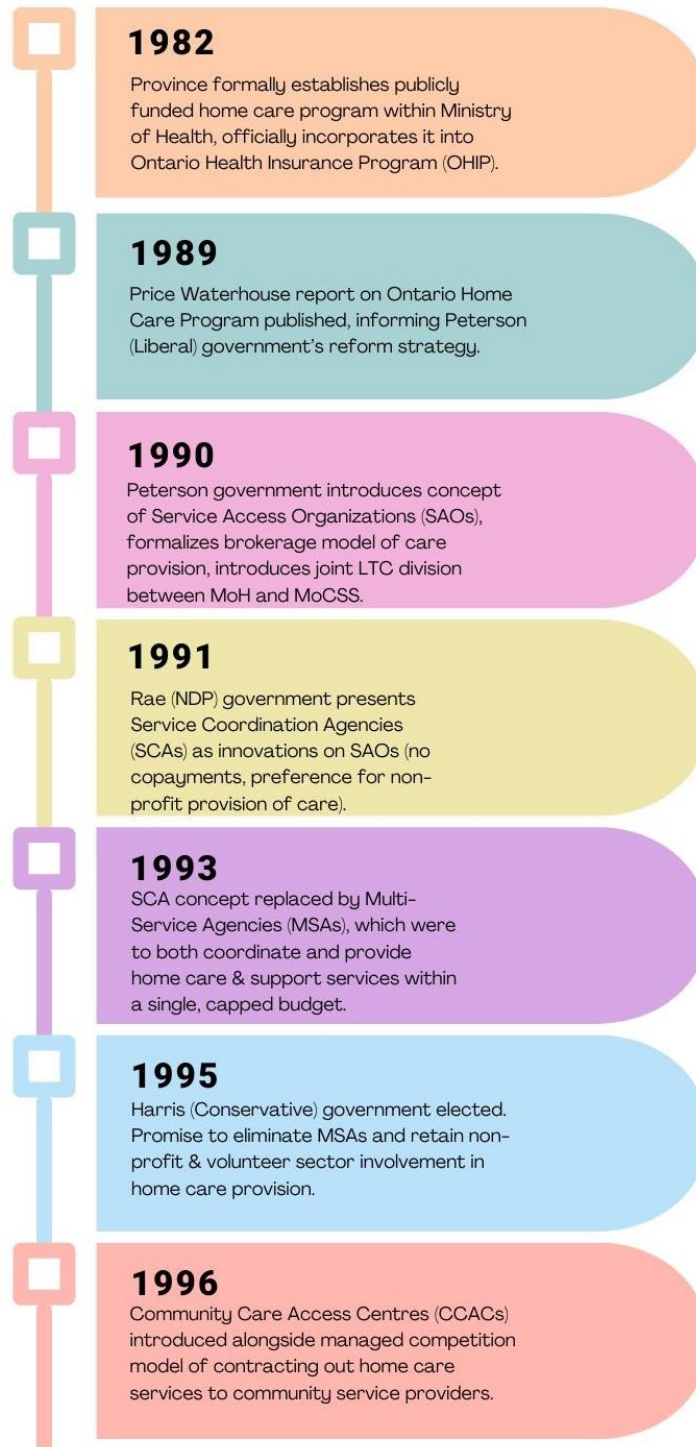 1982
Province formally establishes publicly
funded home care program within Ministry
of Health, officially incorporates it into
Ontario Health Insurance Program (OHIP).
1989
Price Waterhouse report on Ontario Home
Care Program published, informing Peterson
(Liberal) government's reform strategy.
1990
Peterson government introduces concept
of Service Access Organizations (SAOs),
formalizes brokerage model of care
provision, introduces joint LTC division
between MoH and MoCSS.
1991
Rae (NDP) government presents
Service Coordination Agencies
(SCAs) as innovations on SAOs (no
copayments, preference for non-
profit provision of care).
1993
SCA concept replaced by Multi-
Service Agencies (MSAs), which were
to both coordinate and provide
home care & support services within
a single, capped budget.
1995
Harris (Conservative) government elected.
Promise to eliminate MSAs and retain non-
profit & volunteer sector involvement in
home care provision.
1996
Community Care Access Centres (CCACs)
introduced alongside managed competition
model of contracting out home care
services to community service providers.